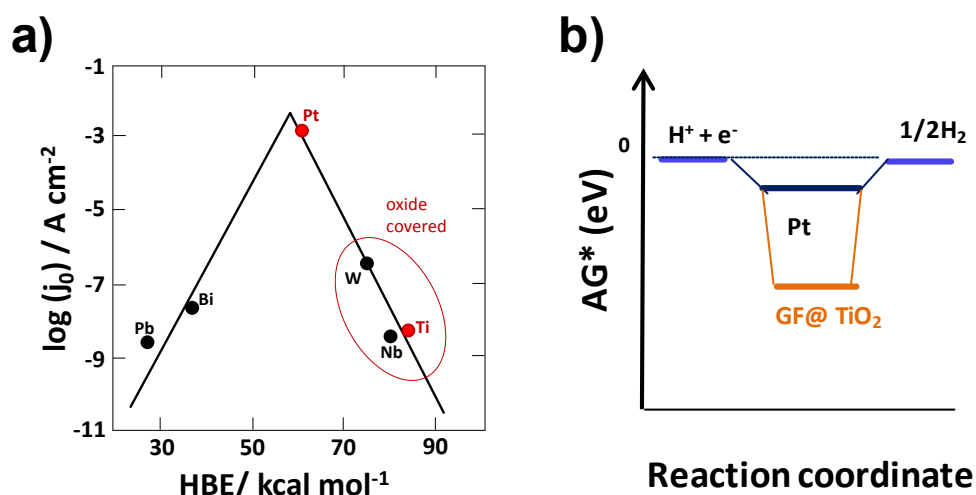 a)
log (j0) / A cm-2
-1
-3
-5
-7
-9
-11
Pt
oxide
covered
W
Bi
Pb
Ti
Nb
30
50
70
90
HBE/ kcal mol-1
b)
AG* (eV)
0
H+ + e-
1/2H2
Pt
GF@ TiO2
Reaction coordinate